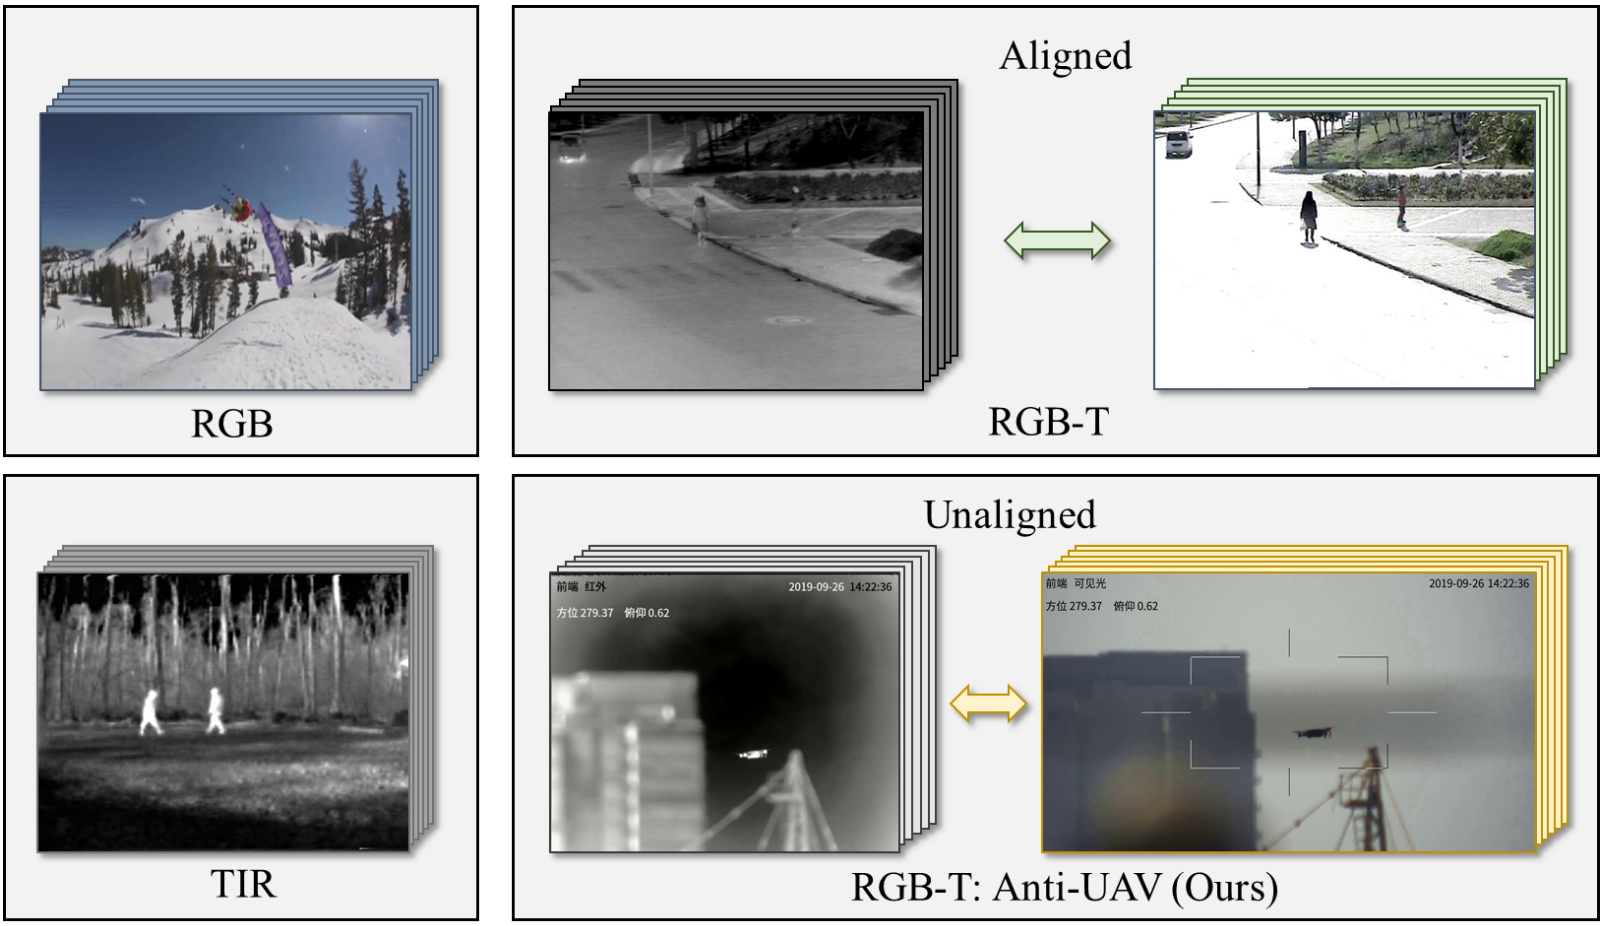 RGB
Aligned
RGB-T
TIR
Unaligned
前端 红外 2019-09-26 14:22:36
方位 279.37 俯仰 0.62
前端 可见光 2019-09-26 14:22:36
方位 279.37 俯仰 0.62
RGB-T: Anti-UAV (Ours)